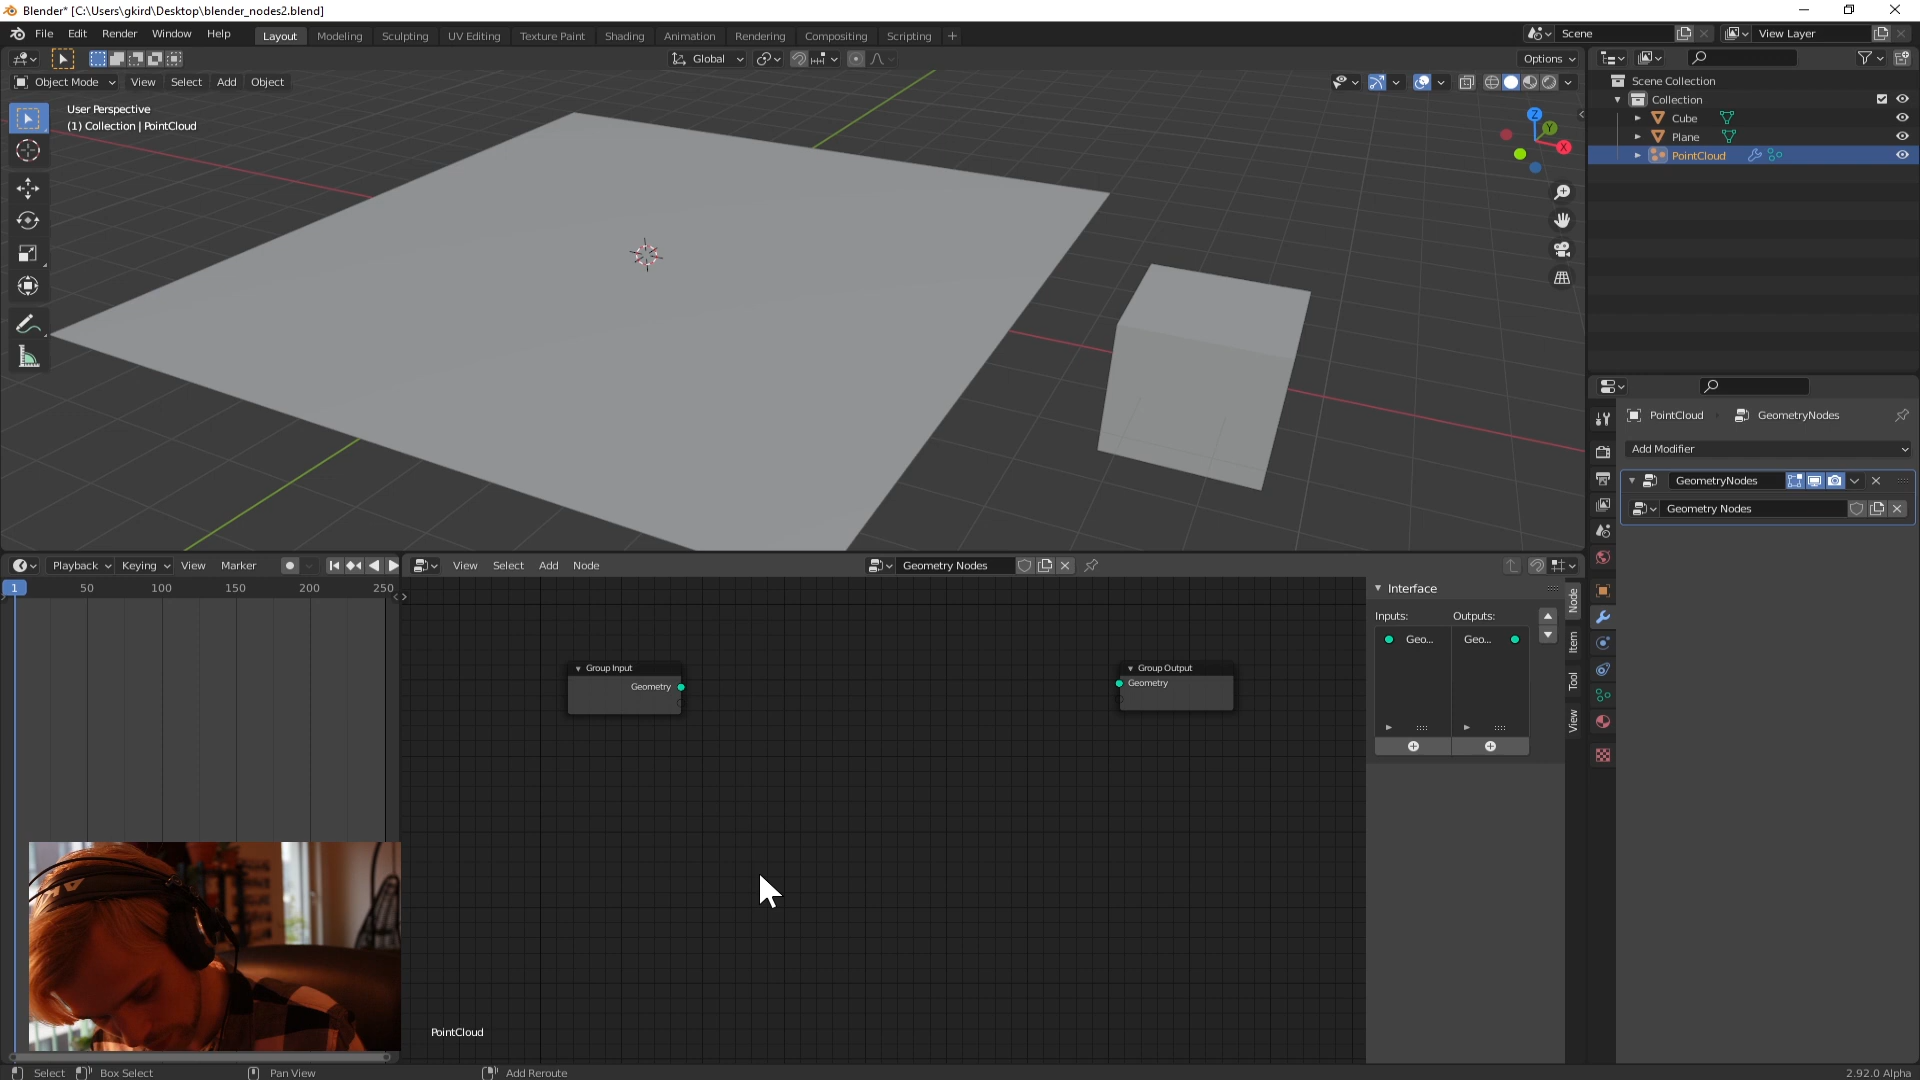 Blender* [C:\Users\gkird\Desktop\blender_nodes2.blend]
File Edit Render Window Help Layout Modeling Sculpting UV Editing Texture Paint Shading Animation Rendering Compositing Scripting + Scene View Layer
Global Options
Object Mode View Select Add Object
User Perspective
(1) Collection | PointCloud
Z
Y
X
Scene Collection
Collection
Cube
Plane
PointCloud
PointCloud GeometryNodes
Add Modifier
GeometryNodes
Geometry Nodes
Playback Keying View Marker
1 50 100 150 200 250
View Select Add Node Geometry Nodes
Group Input
Geometry
Group Output
Geometry
Interface
Inputs: Outputs:
Geo... Geo...
Node
Item
Tool
View
PointCloud
Select Box Select Pan View Add Reroute 2.92.0 Alpha